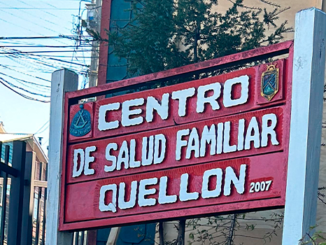 CENTRO
DE SALUD FAMILIAR
QUELLON 2007